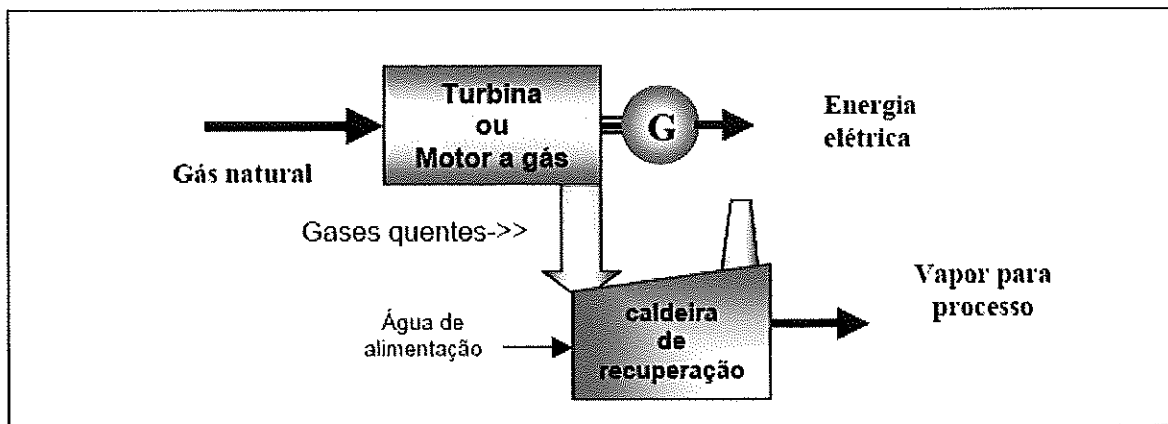 Turbina
ou
Motor a gás
G
Energia
elétrica
Gás natural
Gases quentes->>
Vapor para
processo
Água de
alimentação
caldeira
de
recuperação